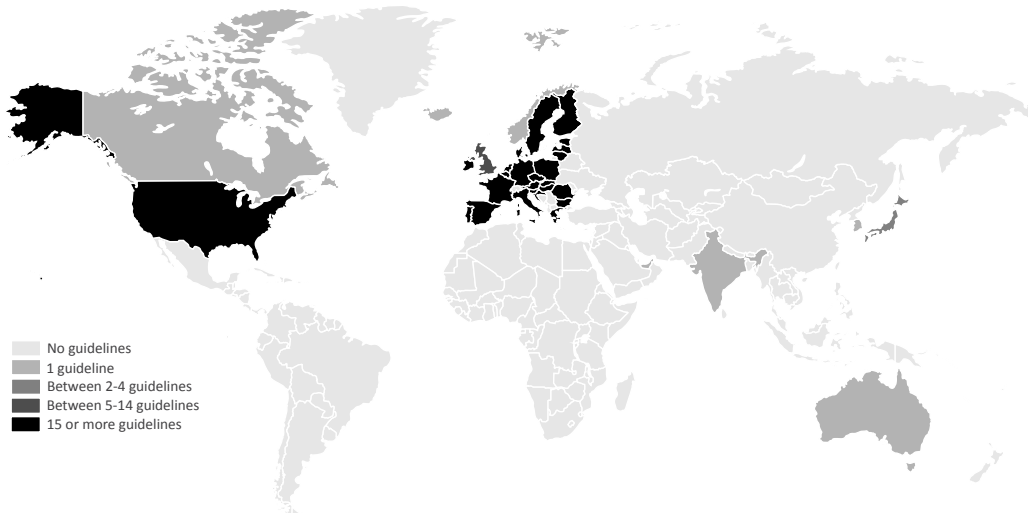 No guidelines
1 guideline
Between 2-4 guidelines
Between 5-14 guidelines
15 or more guidelines